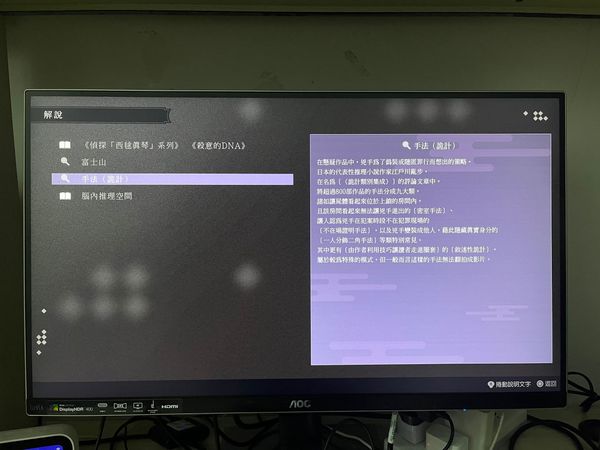 解說
《偵探「西毬眞琴」系列》 《殺意的DNA》
富士山
手法（詭計）
腦內推理空間
手法（詭計）
在懸疑作品中，兇手為了偽裝或隱匿罪行而想出的策略。
日本的代表性推理小說作家江戶川亂步，
在名為［《詭計類別集成》］的評論文章中，
將超過800部作品的手法分成九大類。
諸如讓屍體看起來位於上鎖的房間內，
且該房間看起來無法讓兇手進出的［密室手法］、
讓人認為兇手在犯案時段不在犯罪現場的
［不在場證明手法］，以及兇手變裝成他人，藉此隱藏真實身分的
［一人分飾二角手法］等類特別常見。
其中更有［由作者利用技巧讓讀者走進圈套］的［敘述性詭計］，
屬於較為特殊的模式，但一般而言這樣的手法無法翻拍成影片。
捲動說明文字 返回
DisplayHDR 400
HDMI
AOC